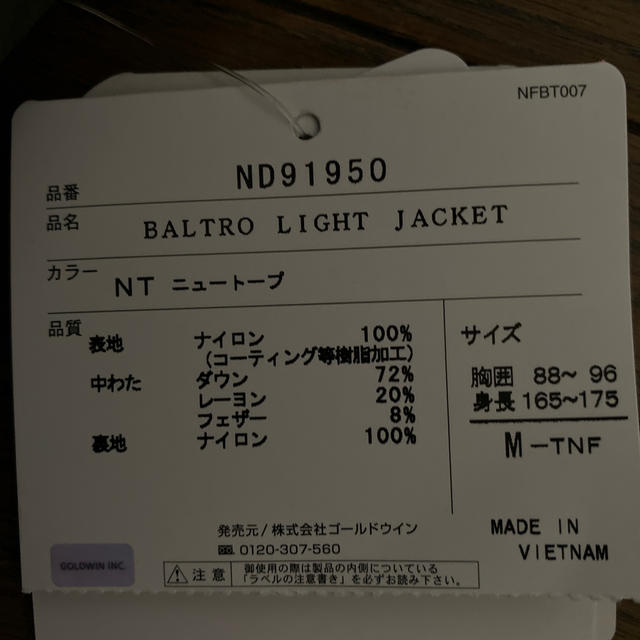 NFBT007
品番 ND91950
品名 BALTRO LIGHT JACKET
カラー NT ニュートープ
品質 表地 ナイロン 100%
(コーティング等樹脂加工)
中わた ダウン 72%
レーヨン 20%
フェザー 8%
裏地 ナイロン 100%
サイズ
胸囲 88~ 96
身長 165~175
M-TNF
発売元/株式会社ゴールドウイン
0120-307-560
MADE IN
VIETNAM
GOLDWIN INC.
注意
御使用の際は製品の内側についている
「ラベルの注意書き」を必ずお読み下さい。